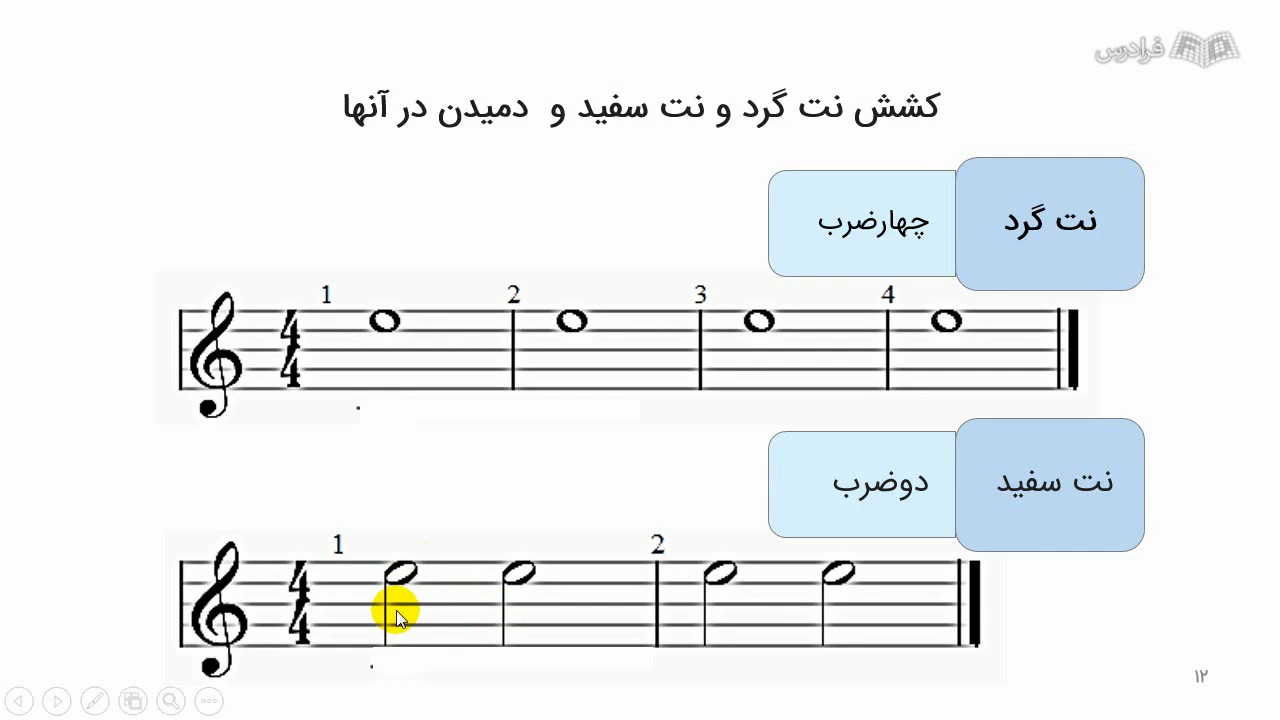 فرادرس
کشش نت گرد و نت سفید و دمیدن در آنها
نت گرد
چهارضرب
1 2 3 4
4
4
نت سفید
دوضرب
1 2
4
4
۱۲